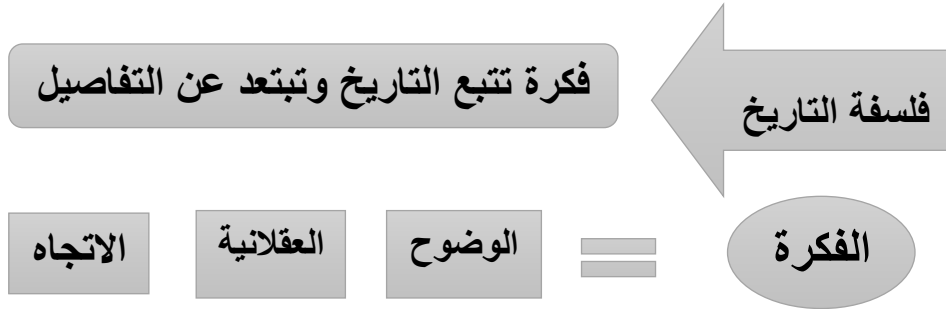 فلسفة التاريخ
فكرة تتبع التاريخ وتبتعد عن التفاصيل
الفكرة = الوضوح العقلانية الاتجاه